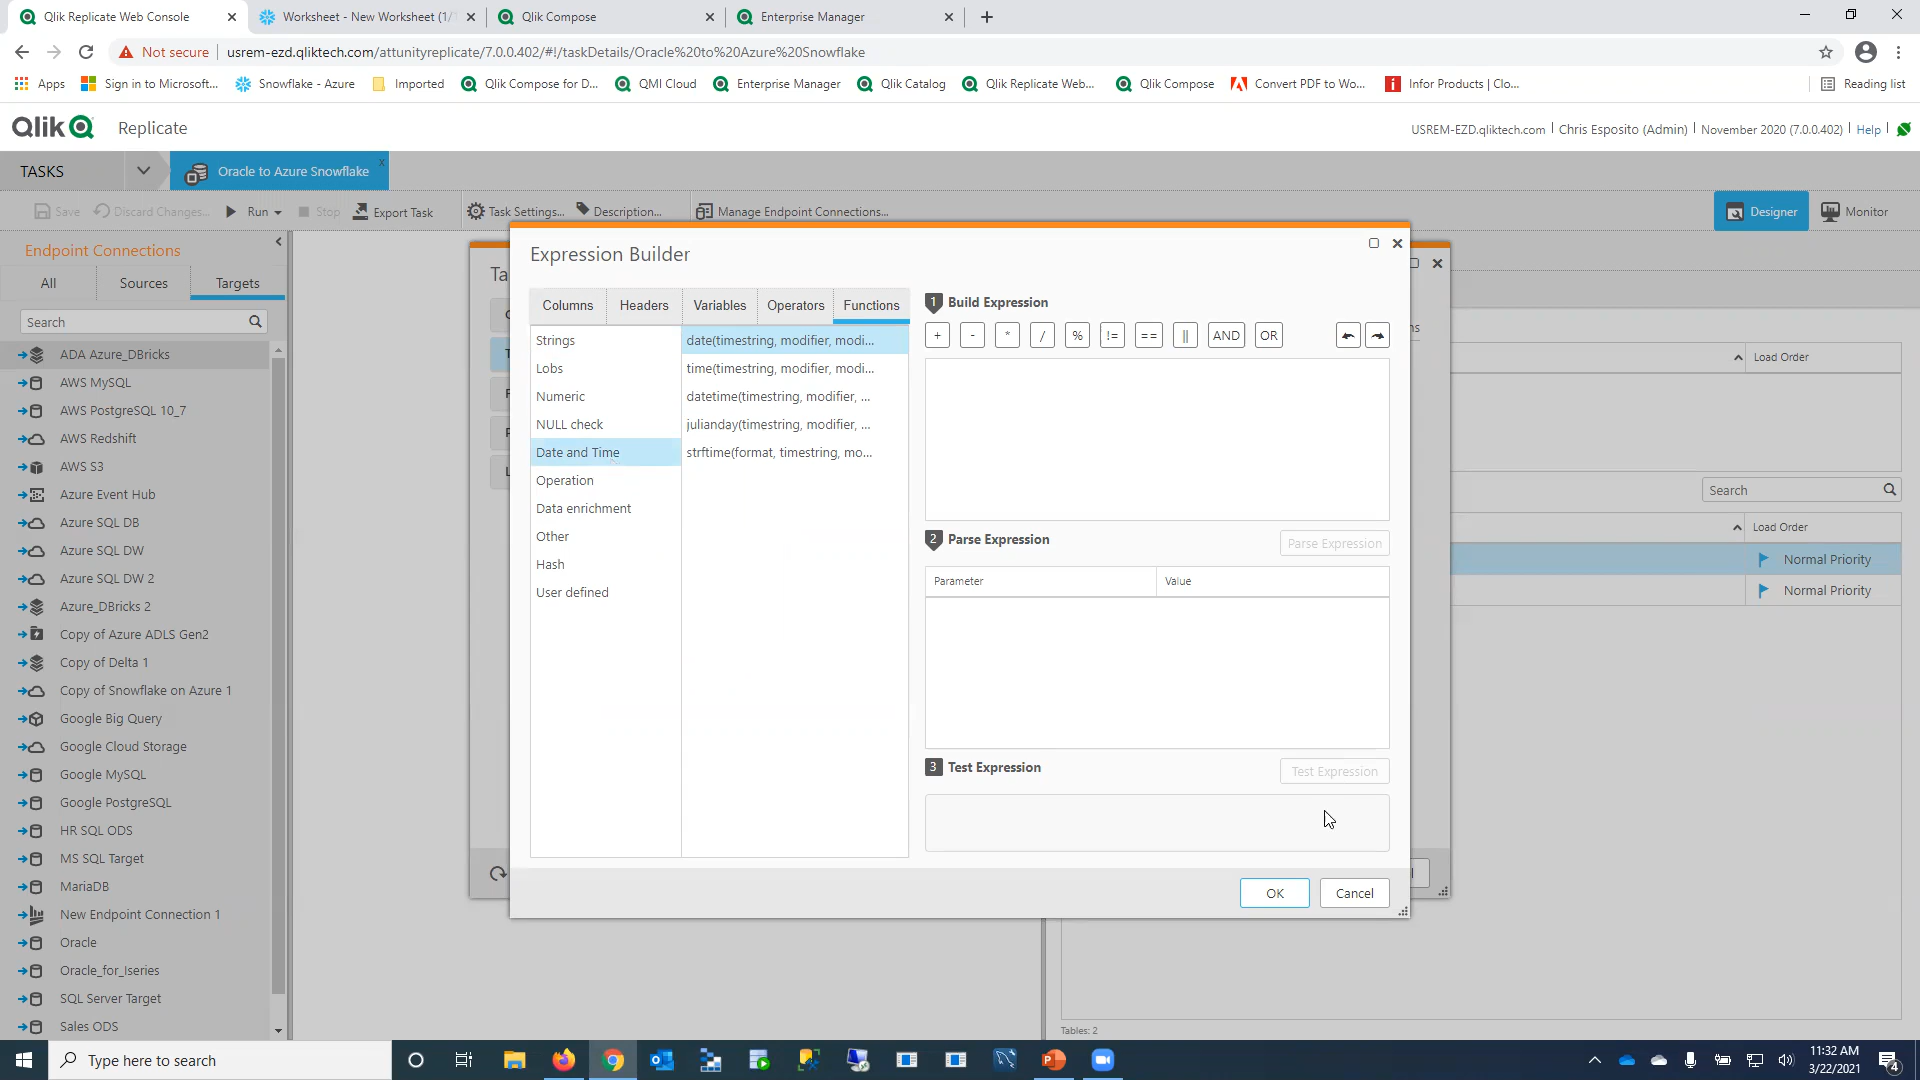 Qlik Replicate Web Console
Worksheet - New Worksheet (1/1
Qlik Compose
Enterprise Manager
Not secure
usrem-ezd.qliktech.com/attunityreplicate/7.0.0.402/#!/taskDetails/Oracle%20to%20Azure%20Snowflake
Apps
Sign in to Microsoft...
Snowflake - Azure
Imported
Qlik Compose for D...
QMI Cloud
Enterprise Manager
Qlik Catalog
Qlik Replicate Web...
Qlik Compose
Convert PDF to Wo...
Infor Products | Clo...
Reading list
Qlik
Replicate
USREM-EZD.qliktech.com
Chris Esposito (Admin)
November 2020 (7.0.0.402)
Help
TASKS
Oracle to Azure Snowflake
x
Save
Discard Changes...
Run
Stop
Export Task
Task Settings...
Description...
Manage Endpoint Connections...
Designer
Monitor
Endpoint Connections
All
Sources
Targets
Search
ADA Azure_DBricks
AWS MySQL
AWS PostgreSQL 10_7
AWS Redshift
AWS S3
Azure Event Hub
Azure SQL DB
Azure SQL DW
Azure SQL DW 2
Azure_DBricks 2
Copy of Azure ADLS Gen2
Copy of Delta 1
Copy of Snowflake on Azure 1
Google Big Query
Google Cloud Storage
Google MySQL
Google PostgreSQL
HR SQL ODS
MS SQL Target
MariaDB
New Endpoint Connection 1
Oracle
Oracle_for_Iseries
SQL Server Target
Sales ODS
Ta
Expression Builder
Columns
Headers
Variables
Operators
Functions
Strings
Lobs
Numeric
NULL check
Date and Time
Operation
Data enrichment
Other
Hash
User defined
date(timestring, modifier, modi...
time(timestring, modifier, modi...
datetime(timestring, modifier, ...
julianday(timestring, modifier, ...
strftime(format, timestring, mo...
1 Build Expression
+ - * / % != == || AND OR
2 Parse Expression
Parse Expression
Parameter
Value
3 Test Expression
Test Expression
OK
Cancel
Load Order
Search
Load Order
Normal Priority
Normal Priority
Tables: 2
Type here to search
11:32 AM
3/22/2021
4